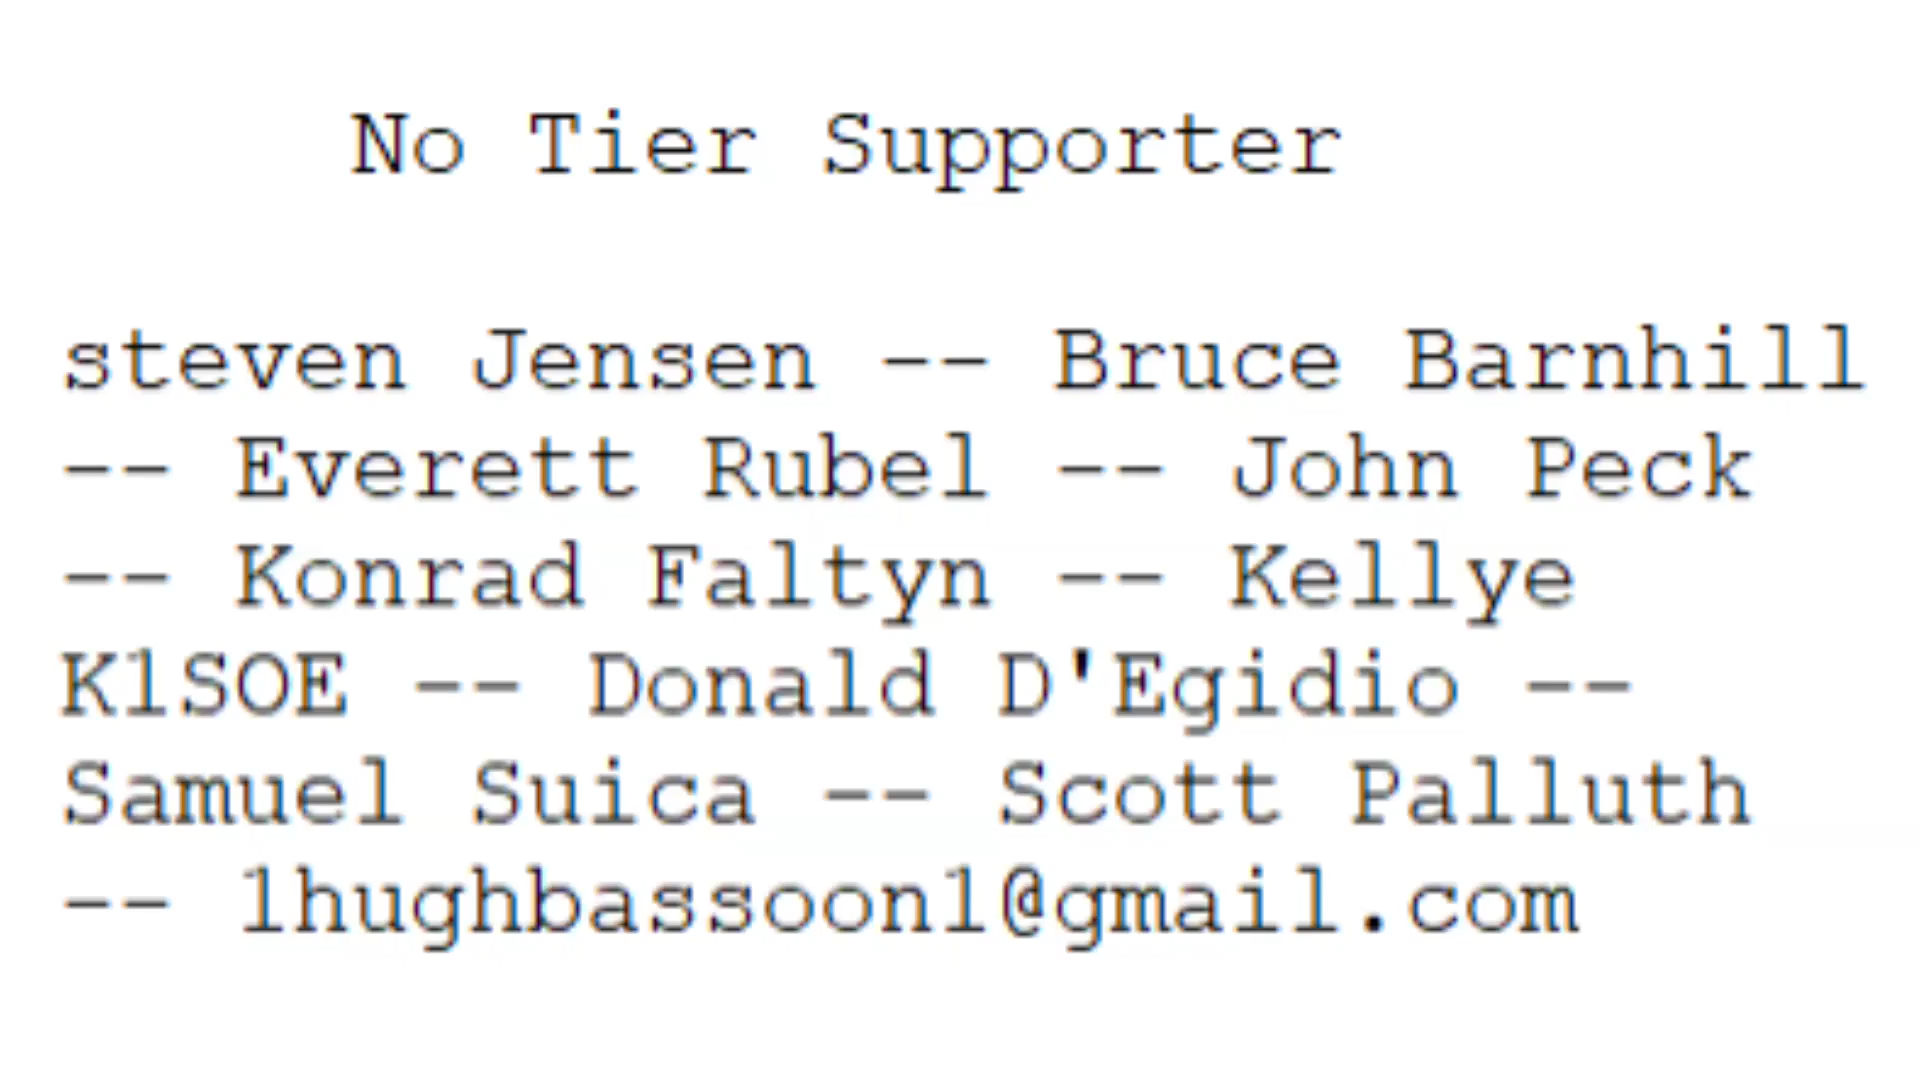 No Tier Supporter
steven Jensen -- Bruce Barnhill
-- Everett Rubel -- John Peck
-- Konrad Faltyn -- Kellye
K1SOE -- Donald D'Egidio --
Samuel Suica -- Scott Palluth
-- 1hughbassoon1@gmail.com